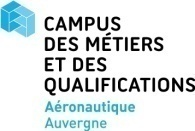 CAMPUS
DES MÉTIERS
ET DES
QUALIFICATIONS
Aéronautique
Auvergne